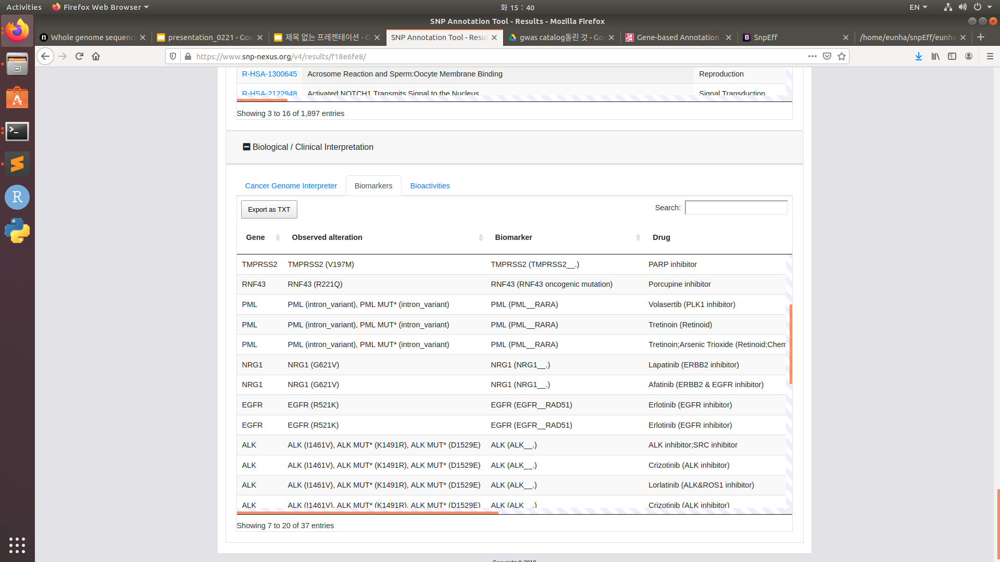 Activities Firefox Web Browser 화 15 : 40 EN
SNP Annotation Tool - Results - Mozilla Firefox
Whole genome sequenci presentation_0221 - Goo 제목 없는 프레젠테이션 - G SNP Annotation Tool - Resul gwas catalog돌린 것 - Goo Gene-based Annotation - SnpEff /home/eunha/snpEff/eunha
https://www.snp-nexus.org/v4/results/f18e6fe8/
R-HSA-1300645 Acrosome Reaction and Sperm:Oocyte Membrane Binding Reproduction
R-HSA-2122948 Activated NOTCH1 Transmits Signal to the Nucleus Signal Transduction
Showing 3 to 16 of 1,897 entries
Biological / Clinical Interpretation
Cancer Genome Interpreter Biomarkers Bioactivities
Export as TXT Search:
Gene Observed alteration Biomarker Drug
TMPRSS2 TMPRSS2 (V197M) TMPRSS2 (TMPRSS2__.) PARP inhibitor
RNF43 RNF43 (R221Q) RNF43 (RNF43 oncogenic mutation) Porcupine inhibitor
PML PML (intron_variant), PML MUT* (intron_variant) PML (PML__RARA) Volasertib (PLK1 inhibitor)
PML PML (intron_variant), PML MUT* (intron_variant) PML (PML__RARA) Tretinoin (Retinoid)
PML PML (intron_variant), PML MUT* (intron_variant) PML (PML__RARA) Tretinoin;Arsenic Trioxide (Retinoid;Chem
NRG1 NRG1 (G621V) NRG1 (NRG1__.) Lapatinib (ERBB2 inhibitor)
NRG1 NRG1 (G621V) NRG1 (NRG1__.) Afatinib (ERBB2 & EGFR inhibitor)
EGFR EGFR (R521K) EGFR (EGFR__RAD51) Erlotinib (EGFR inhibitor)
EGFR EGFR (R521K) EGFR (EGFR__RAD51) Erlotinib (EGFR inhibitor)
ALK ALK (I1461V), ALK MUT* (K1491R), ALK MUT* (D1529E) ALK (ALK__.) ALK inhibitor;SRC inhibitor
ALK ALK (I1461V), ALK MUT* (K1491R), ALK MUT* (D1529E) ALK (ALK__.) Crizotinib (ALK inhibitor)
ALK ALK (I1461V), ALK MUT* (K1491R), ALK MUT* (D1529E) ALK (ALK__.) Lorlatinib (ALK&ROS1 inhibitor)
ALK ALK (I1461V), ALK MUT* (K1491R), ALK MUT* (D1529E) ALK (ALK__.) Crizotinib (ALK inhibitor)
Showing 7 to 20 of 37 entries
Copyright © 2019